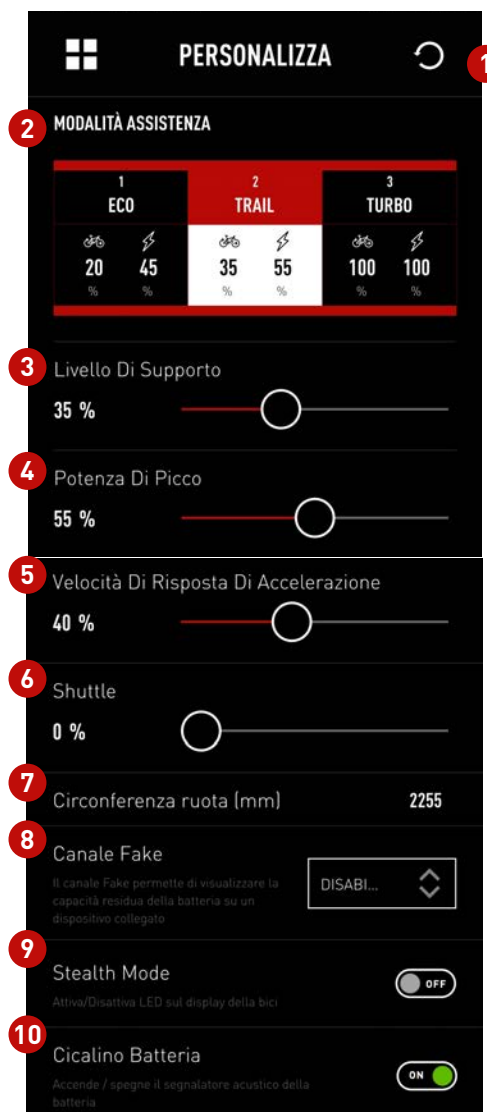 PERSONALIZZA
1
2 MODALITÀ ASSISTENZA
1 2 3
ECO TRAIL TURBO
20 45 35 55 100 100
% % % % % %
3 Livello Di Supporto
35 %
4 Potenza Di Picco
55 %
5 Velocità Di Risposta Di Accelerazione
40 %
6 Shuttle
0 %
7 Circonferenza ruota (mm) 2255
8 Canale Fake
Il canale Fake permette di visualizzare la
capacità residua della batteria su un
dispositivo collegato
DISABI...
9 Stealth Mode
Attiva/Disattiva LED sul display della bici
OFF
10 Cicalino Batteria
Accende / spegne il segnalatore acustico della
batteria
ON